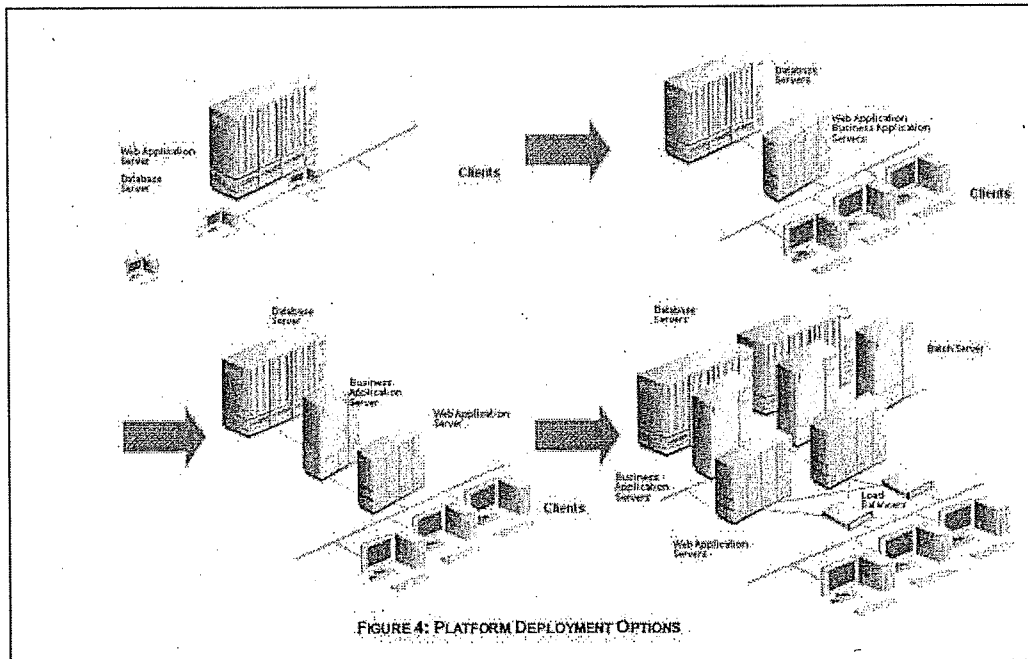 Web Application
Server
Database
Server
Clients
Database
Servers
Web Application
Business Application
Servers
Clients
Database
Server
Business
Application
Server
Web Application
Server
Clients
Database
Servers
Batch Server
Business
Application
Servers
Load
Balancers
Web Application
Servers
FIGURE 4: PLATFORM DEPLOYMENT OPTIONS